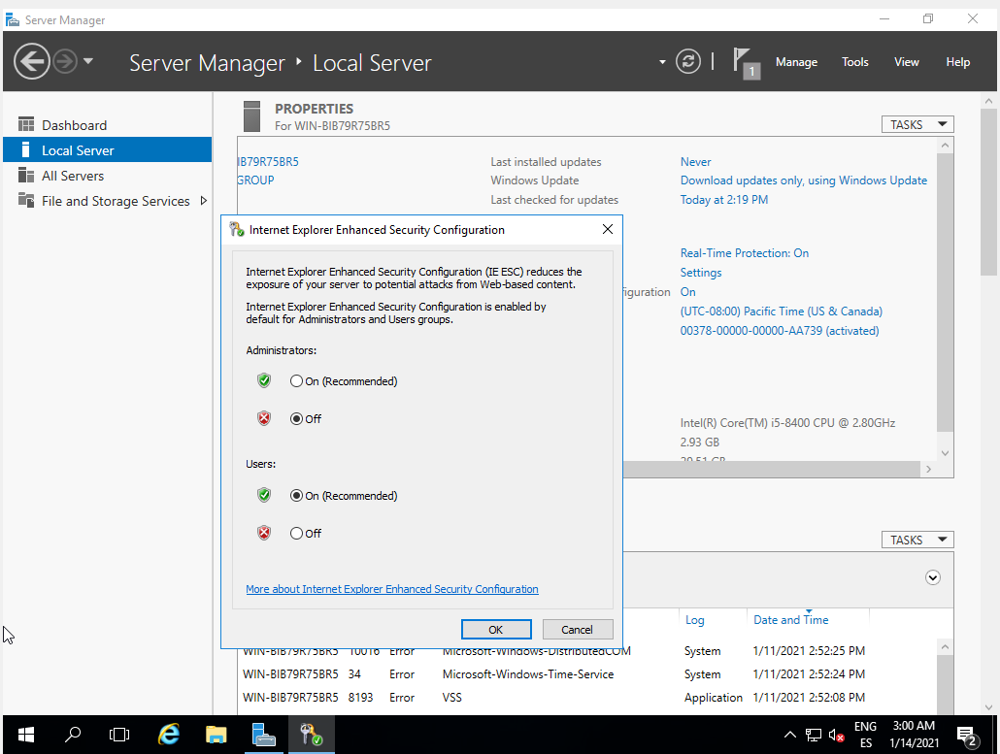 Server Manager
Server Manager • Local Server
1
Manage
Tools
View
Help
Dashboard
Local Server
All Servers
File and Storage Services
PROPERTIES
For WIN-BIB79R75BR5
TASKS
IB79R75BR5
GROUP
Last installed updates
Never
Windows Update
Download updates only, using Windows Update
Last checked for updates
Today at 2:19 PM
Real-Time Protection: On
Settings
figuration
On
(UTC-08:00) Pacific Time (US & Canada)
00378-00000-00000-AA739 (activated)
Intel(R) Core(TM) i5-8400 CPU @ 2.80GHz
2.93 GB
Internet Explorer Enhanced Security Configuration
Internet Explorer Enhanced Security Configuration (IE ESC) reduces the
exposure of your server to potential attacks from Web-based content.
Internet Explorer Enhanced Security Configuration is enabled by
default for Administrators and Users groups.
Administrators:
On (Recommended)
Off
Users:
On (Recommended)
Off
More about Internet Explorer Enhanced Security Configuration
OK
Cancel
TASKS
Log
Date and Time
WIN-BIB79R75BR5 10016 Error Microsoft-Windows-DistributedCOM System 1/11/2021 2:52:25 PM
WIN-BIB79R75BR5 34 Error Microsoft-Windows-Time-Service System 1/11/2021 2:52:24 PM
WIN-BIB79R75BR5 8193 Error VSS Application 1/11/2021 2:52:08 PM
ENG
ES
3:00 AM
1/14/2021
2